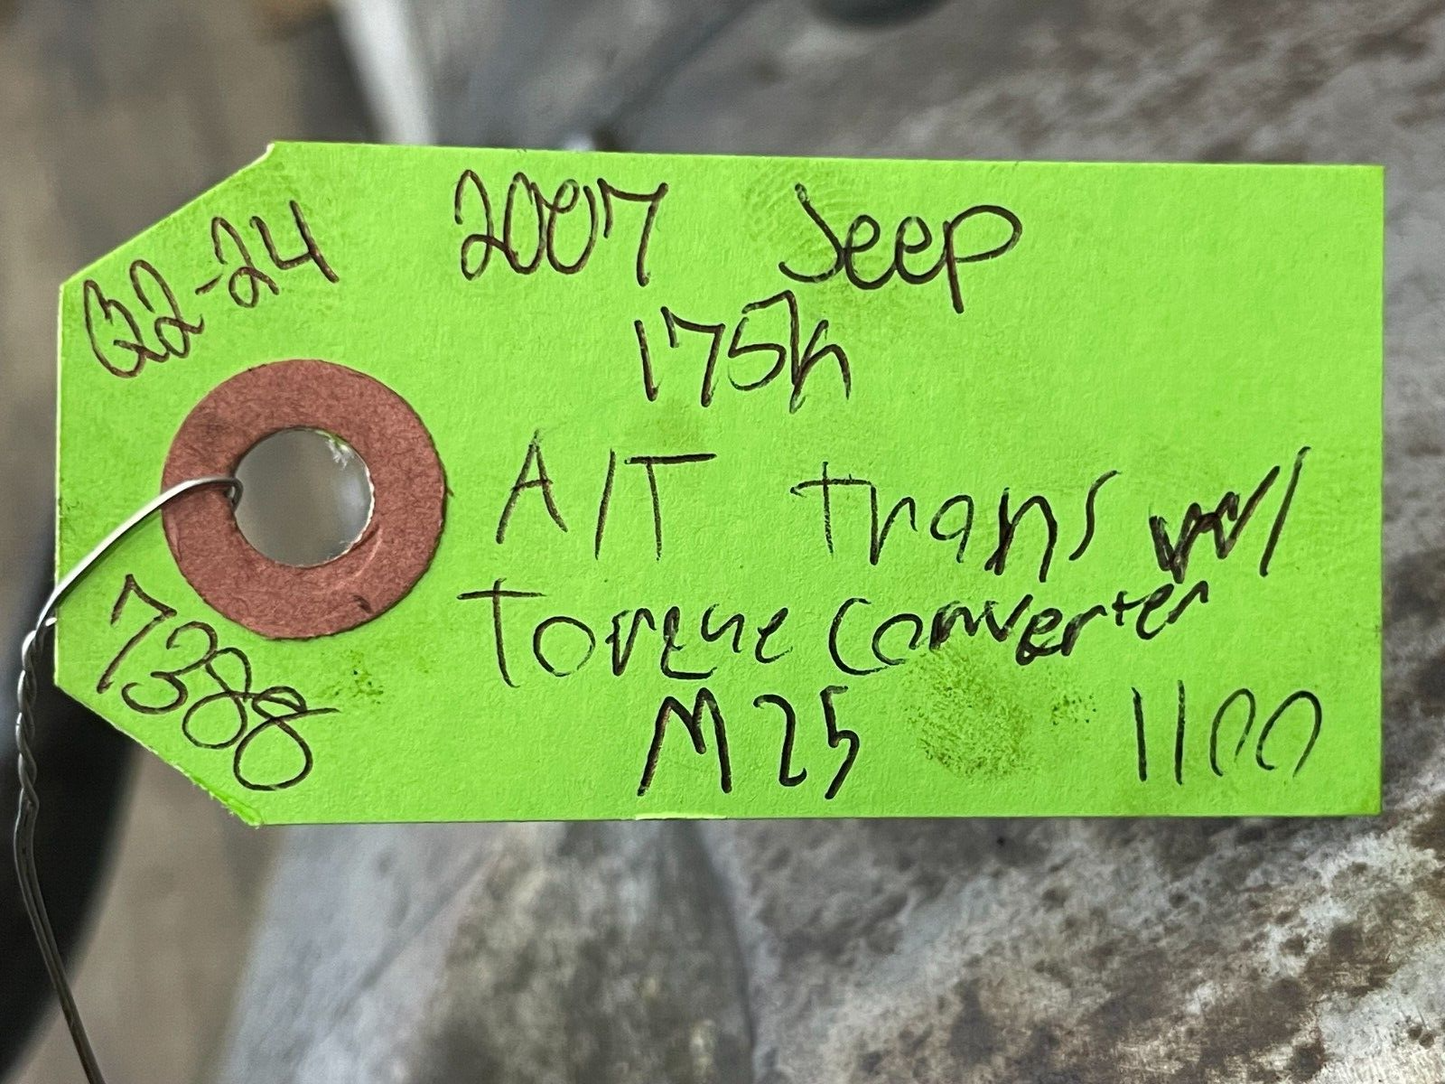 Q2-24
2007 Jeep
175k
A/T trans w/
Torque Converter
M25
1100
7388